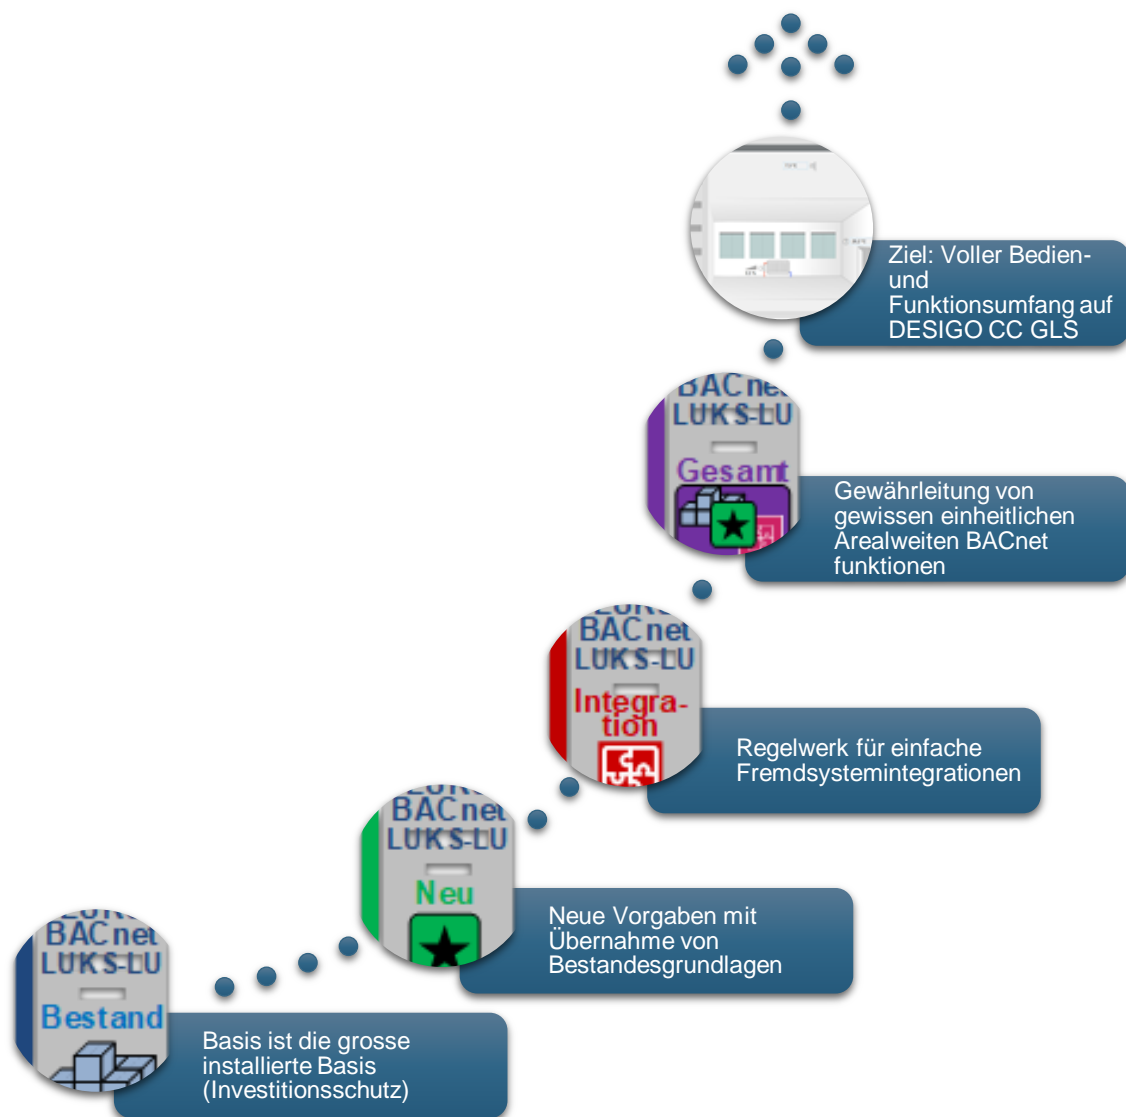 Ziel: Voller Bedien-
und
Funktionsumfang auf
DESIGO CC GLS
BACnet
LUKS-LU
Gesamt
Gewährleitung von
gewissen einheitlichen
Arealweiten BACnet
funktionen
BACnet
LUKS-LU
Integra-
tion
Regelwerk für einfache
Fremdsystemintegrationen
BACnet
LUKS-LU
Neu
Neue Vorgaben mit
Übernahme von
Bestandesgrundlagen
BACnet
LUKS-LU
Bestand
Basis ist die grosse
installierte Basis
(Investitionsschutz)